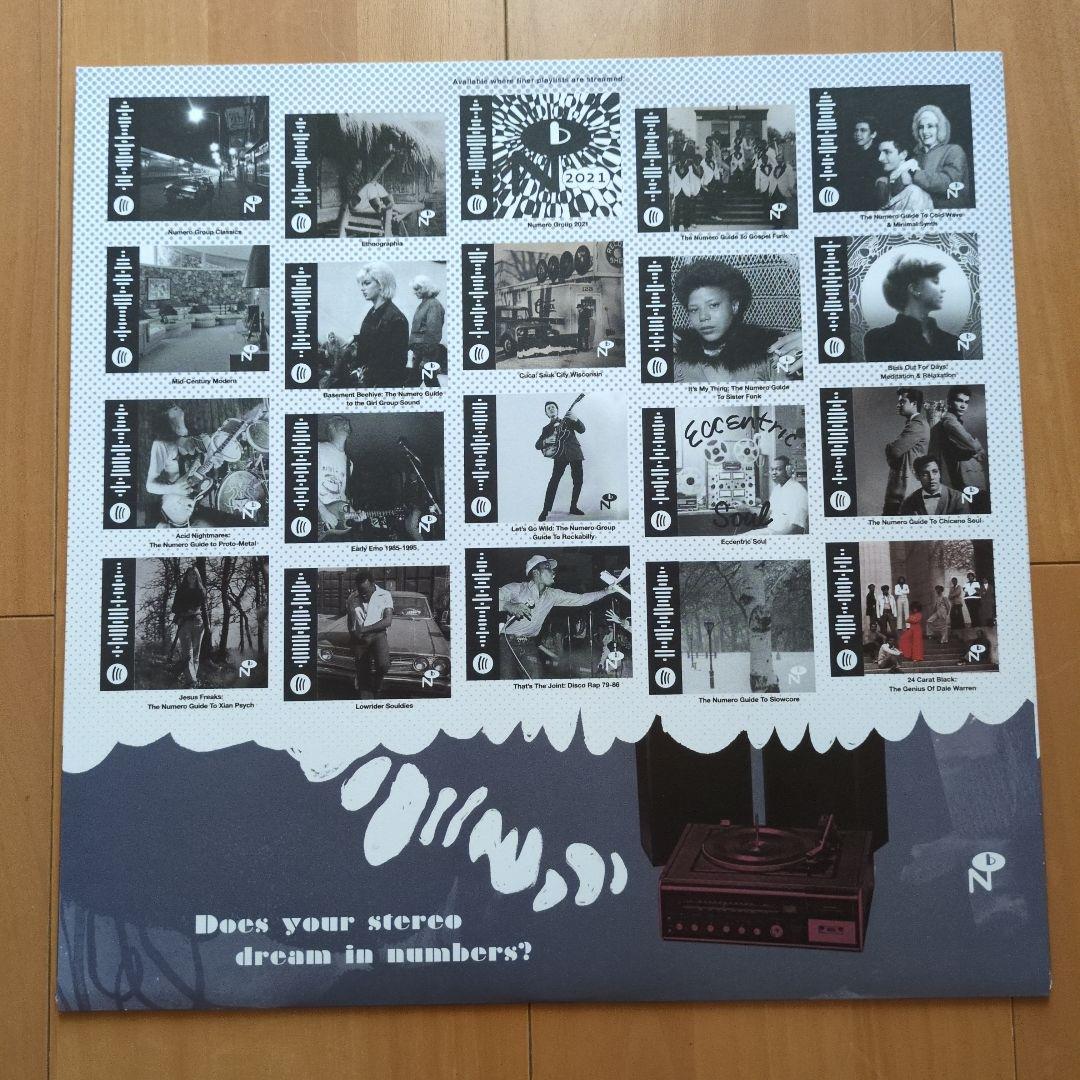 Available where finer playlists are streamed:
Numero Group Classics
Ethnographia
2021
Numero Group 2021
The Numero Guide To Gospel Funk
The Numero Guide To Cold Wave
& Minimal Synth
Mid-Century Modern
Basement Beehive: The Numero Guide
to the Girl Group Sound
Cuca: Sauk City Wisconsin
It's My Thing: The Numero Guide
To Sister Funk
Bliss Out For Days:
Meditation & Relaxation
Acid Nightmares:
The Numero Guide to Proto-Metal
Early Emo 1985-1995
Let's Go Wild: The Numero Group
Guide To Rockabilly
Eccentric
Soul
Eccentric Soul
The Numero Guide To Chicano Soul
Jesus Freaks:
The Numero Guide To Xian Psych
Lowrider Souldies
That's The Joint: Disco Rap 79-86
The Numero Guide To Slowcore
24 Carat Black:
The Genius Of Dale Warren
Does your stereo
dream in numbers?